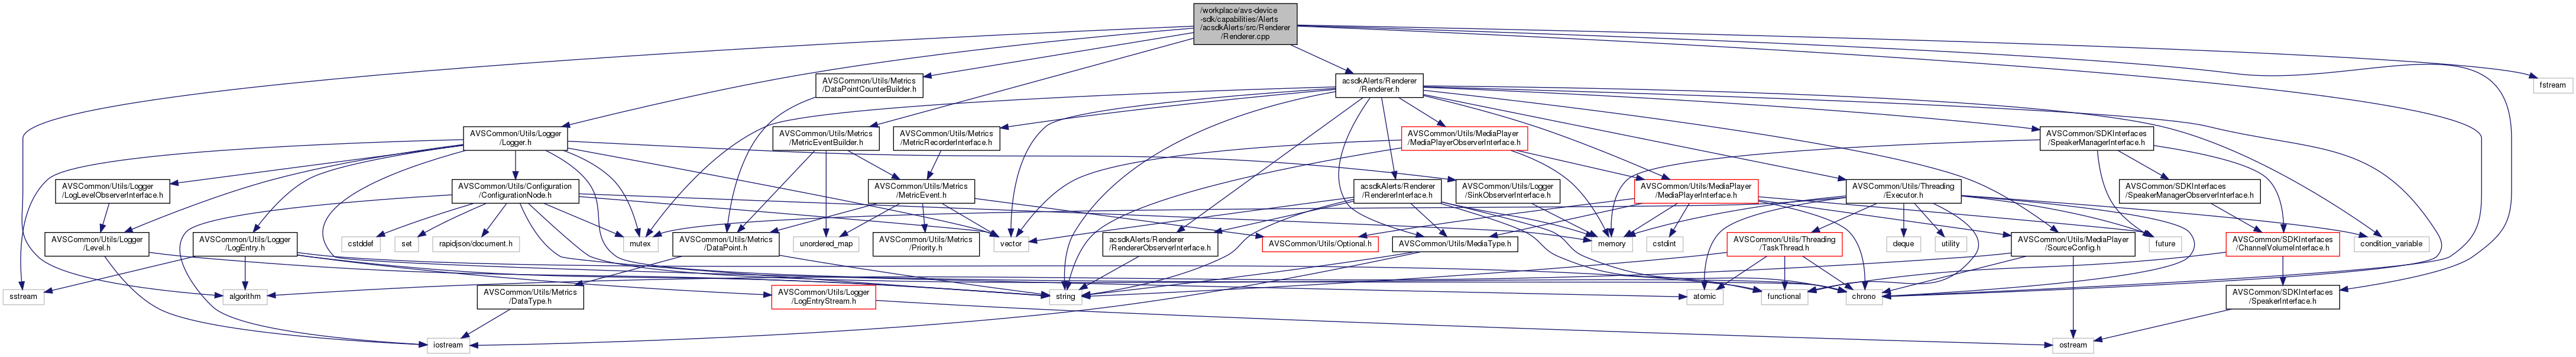 /workplace/avs-device
-sdk/capabilities/Alerts
/acsdkAlerts/src/Renderer
/Renderer.cpp
AVSCommon/Utils/Metrics
/DataPointCounterBuilder.h
acsdkAlerts/Renderer
/Renderer.h
fstream
AVSCommon/Utils/Logger
/Logger.h
AVSCommon/Utils/Metrics
/MetricEventBuilder.h
AVSCommon/Utils/Metrics
/MetricRecorderInterface.h
AVSCommon/Utils/MediaPlayer
/MediaPlayerObserverInterface.h
AVSCommon/SDKInterfaces
/SpeakerManagerInterface.h
AVSCommon/Utils/Logger
/LogLevelObserverInterface.h
AVSCommon/Utils/Configuration
/ConfigurationNode.h
AVSCommon/Utils/Metrics
/MetricEvent.h
AVSCommon/Utils/Logger
/SinkObserverInterface.h
acsdkAlerts/Renderer
/RendererInterface.h
AVSCommon/Utils/MediaPlayer
/MediaPlayerInterface.h
AVSCommon/Utils/Threading
/Executor.h
AVSCommon/SDKInterfaces
/SpeakerManagerObserverInterface.h
AVSCommon/Utils/Logger
/Level.h
AVSCommon/Utils/Logger
/LogEntry.h
cstddef
set
rapidjson/document.h
mutex
AVSCommon/Utils/Metrics
/DataPoint.h
unordered_map
AVSCommon/Utils/Metrics
/Priority.h
vector
acsdkAlerts/Renderer
/RendererObserverInterface.h
AVSCommon/Utils/Optional.h
AVSCommon/Utils/MediaType.h
memory
cstdint
AVSCommon/Utils/Threading
/TaskThread.h
deque
utility
AVSCommon/Utils/MediaPlayer
/SourceConfig.h
future
AVSCommon/SDKInterfaces
/ChannelVolumeInterface.h
condition_variable
sstream
algorithm
AVSCommon/Utils/Metrics
/DataType.h
AVSCommon/Utils/Logger
/LogEntryStream.h
string
atomic
functional
chrono
AVSCommon/SDKInterfaces
/SpeakerInterface.h
iostream
ostream